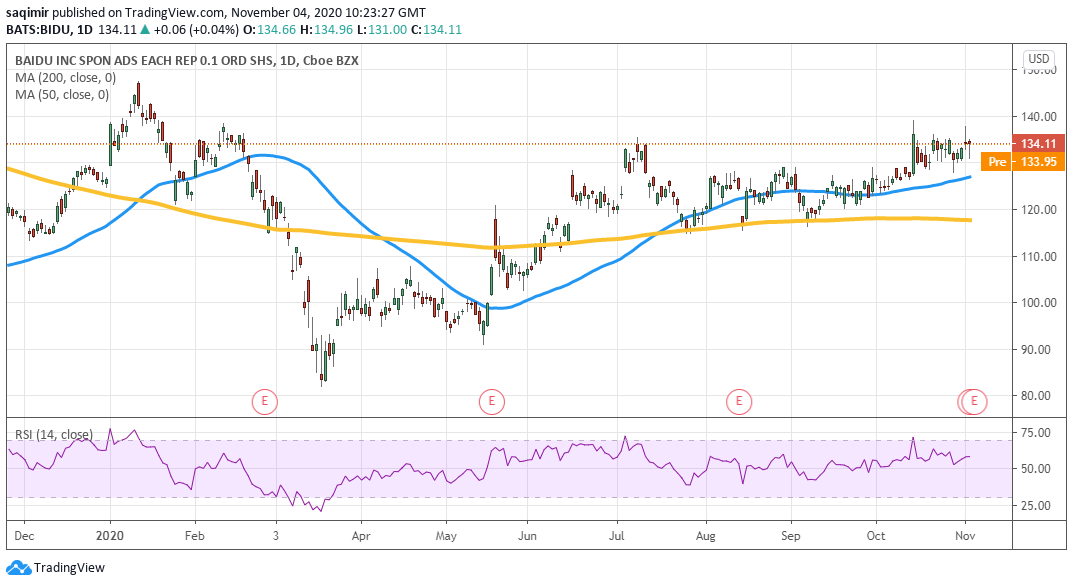 saqimir published on TradingView.com, November 04, 2020 10:23:27 GMT
BATS:BIDU, 1D 134.11 ▲ +0.06 (+0.04%) O:134.66 H:134.96 L:131.00 C:134.11
BAIDU INC SPON ADS EACH REP 0.1 ORD SHS, 1D, Cboe BZX
MA (200, close, 0)
MA (50, close, 0)
USD
150.00
140.00
134.11
Pre 133.95
120.00
110.00
100.00
90.00
80.00
E E E E
RSI (14, close)
75.00
50.00
25.00
Dec 2020 Feb 3 Apr May Jun Jul Aug Sep Oct Nov
TradingView